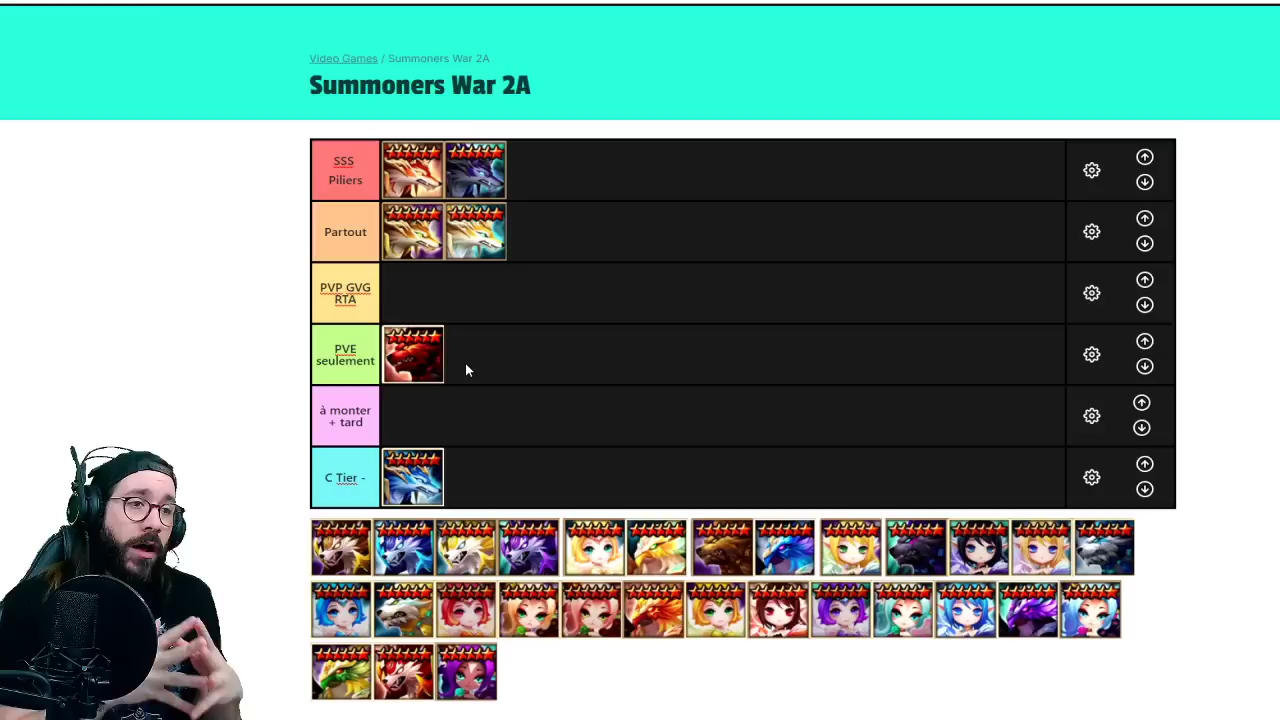 Video Games / Summoners War 2A
Summoners War 2A
SSS
Piliers
Partout
PVP GVG
RTA
PVE
seulement
à monter
+ tard
C Tier -